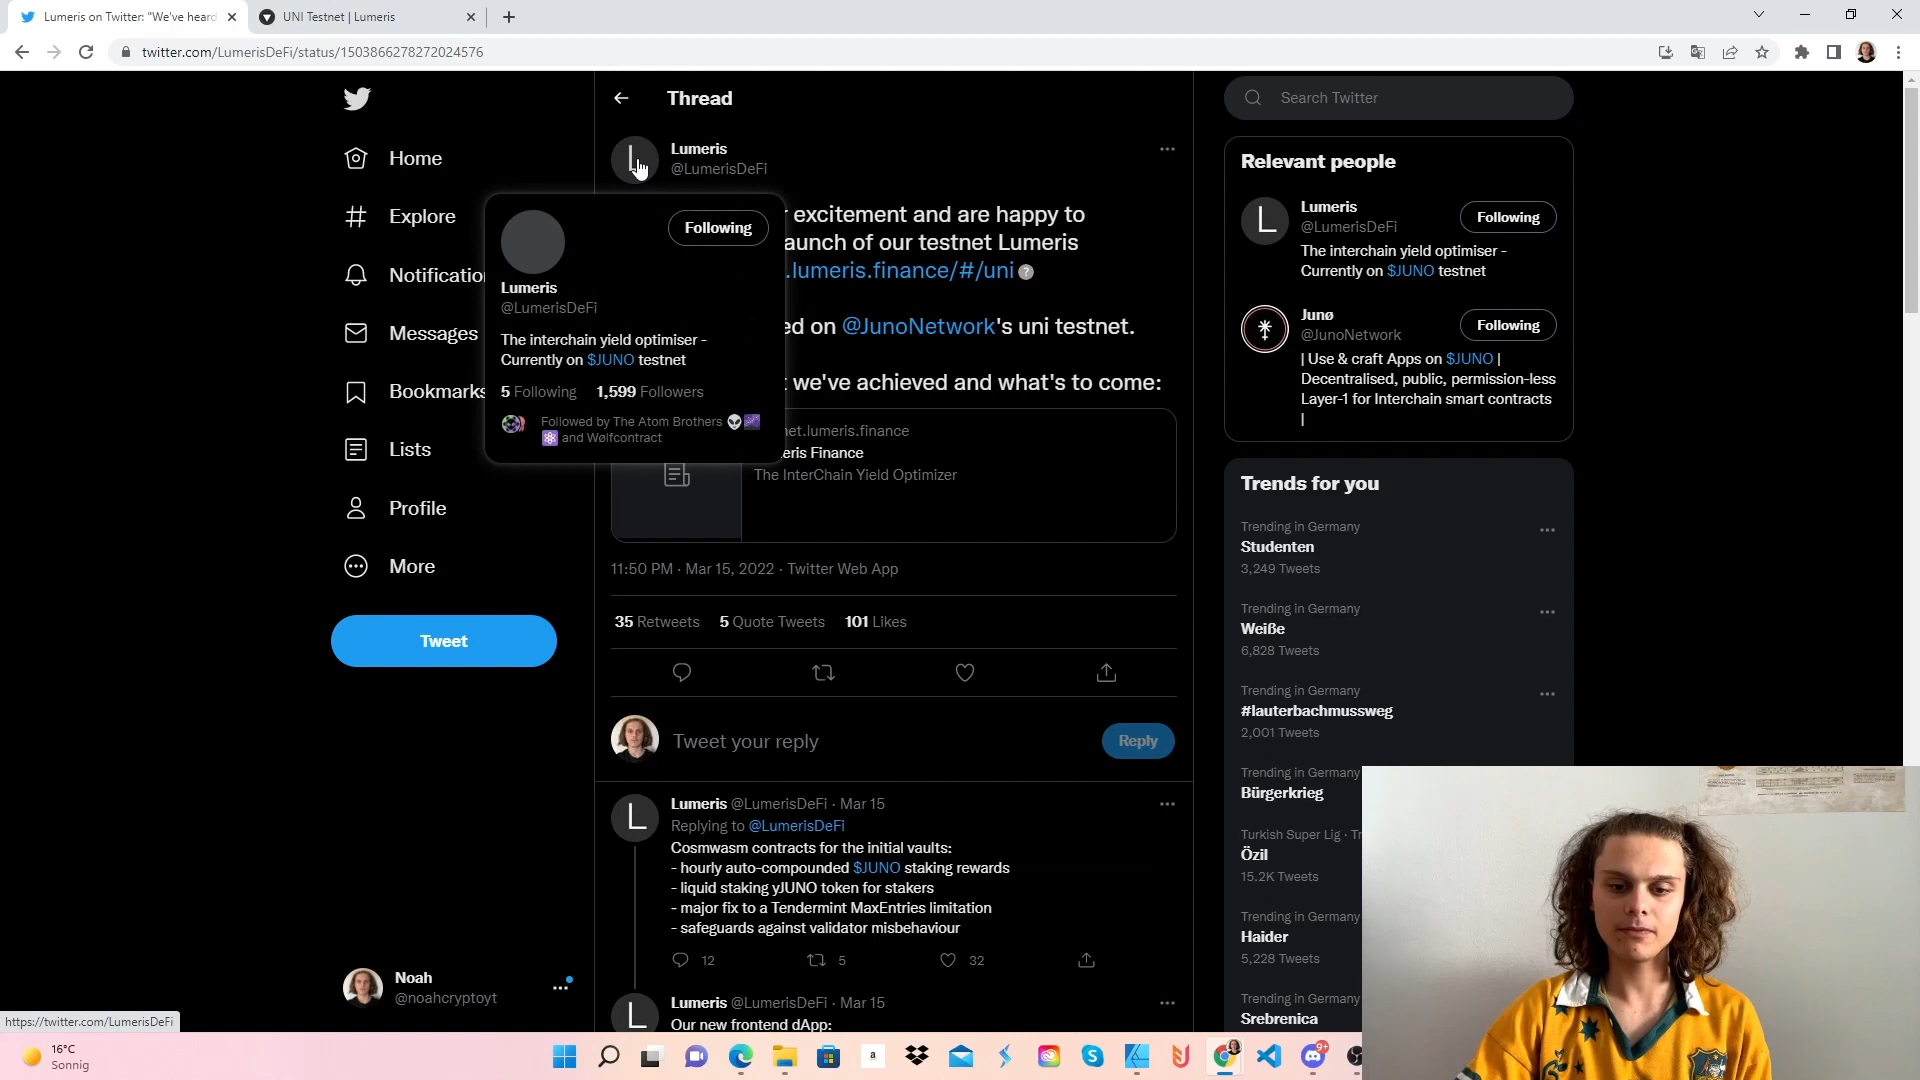 Lumeris on Twitter: "We've heard
UNI Testnet | Lumeris
twitter.com/LumerisDeFi/status/1503866278272024576
Home
Explore
Notificatio
Messages
Bookmarks
Lists
Profile
More
Tweet
Noah
@noahcryptoyt
Thread
Lumeris
@LumerisDeFi
excitement and are happy to
aunch of our testnet Lumeris
.lumeris.finance/#/uni
ed on @JunoNetwork's uni testnet.
we've achieved and what's to come:
Following
Lumeris
@LumerisDeFi
The interchain yield optimiser -
Currently on $JUNO testnet
5 Following 1,599 Followers
Followed by The Atom Brothers
and Wølfcontract
net.lumeris.finance
eris Finance
The InterChain Yield Optimizer
11:50 PM · Mar 15, 2022 · Twitter Web App
35 Retweets 5 Quote Tweets 101 Likes
Tweet your reply
Reply
Lumeris @LumerisDeFi · Mar 15
Replying to @LumerisDeFi
Cosmwasm contracts for the initial vaults:
- hourly auto-compounded $JUNO staking rewards
- liquid staking yJUNO token for stakers
- major fix to a Tendermint MaxEntries limitation
- safeguards against validator misbehaviour
12 5 32
Lumeris @LumerisDeFi · Mar 15
Our new frontend dApp:
Search Twitter
Relevant people
Lumeris
@LumerisDeFi
Following
The interchain yield optimiser -
Currently on $JUNO testnet
Junø
@JunoNetwork
Following
| Use & craft Apps on $JUNO |
Decentralised, public, permission-less
Layer-1 for Interchain smart contracts
|
Trends for you
Trending in Germany
Studenten
3,249 Tweets
Trending in Germany
Weiße
6,828 Tweets
Trending in Germany
#lauterbachmussweg
2,001 Tweets
Trending in Germany
Bürgerkrieg
Turkish Super Lig · Tr
Özil
15.2K Tweets
Trending in Germany
Haider
5,228 Tweets
Trending in Germany
Srebrenica
https://twitter.com/LumerisDeFi
16°C
Sonnig
a
9+